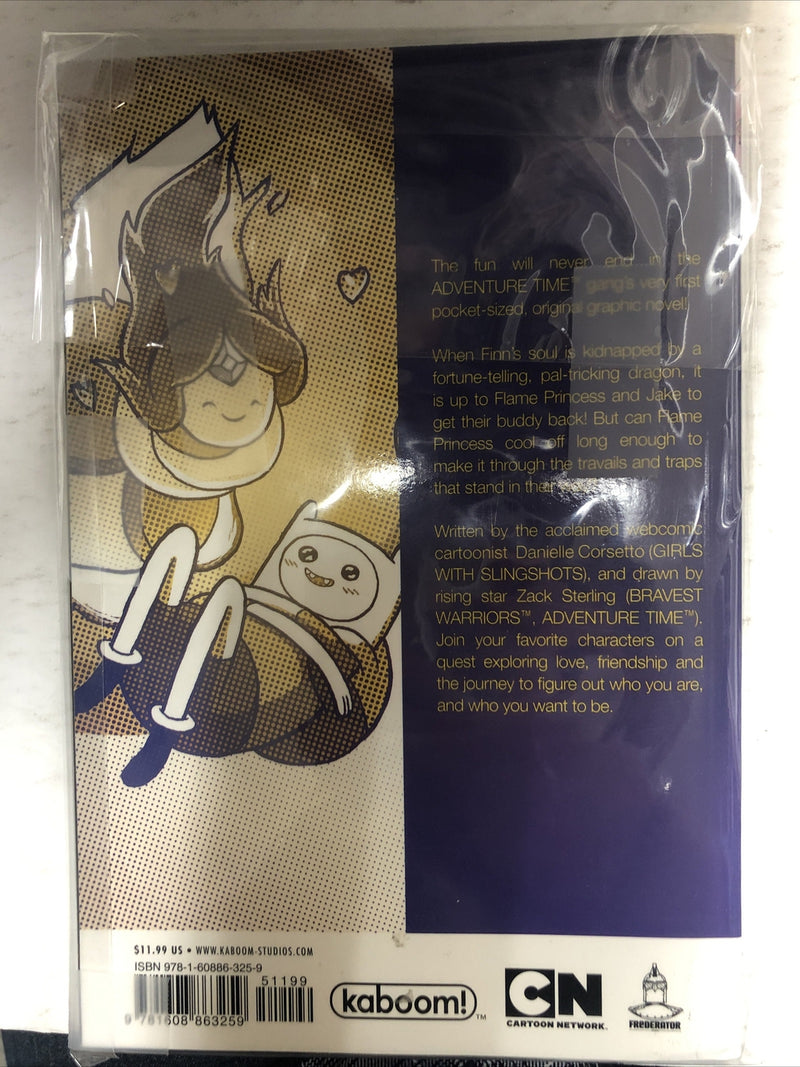 The fun will never end in the
ADVENTURE TIME™ gang's very first
pocket-sized, original graphic novel!
When Finn's soul is kidnapped by a
fortune-telling, pal-tricking dragon, it
is up to Flame Princess and Jake to
get their buddy back! But can Flame
Princess cool off long enough to
make it through the travails and traps
that stand in their
Written by the acclaimed webcomic
cartoonist Danielle Corsetto (GIRLS
WITH SLINGSHOTS), and drawn by
rising star Zack Sterling (BRAVEST
WARRIORS™, ADVENTURE TIME™).
Join your favorite characters on a
quest exploring love, friendship and
the journey to figure out who you are,
and who you want to be.
$11.99 US • WWW.KABOOM-STUDIOS.COM
ISBN 978-1-60886-325-9
51199
9 781608 863259
kaboom!™
CN
CARTOON NETWORK
FREDERATOR